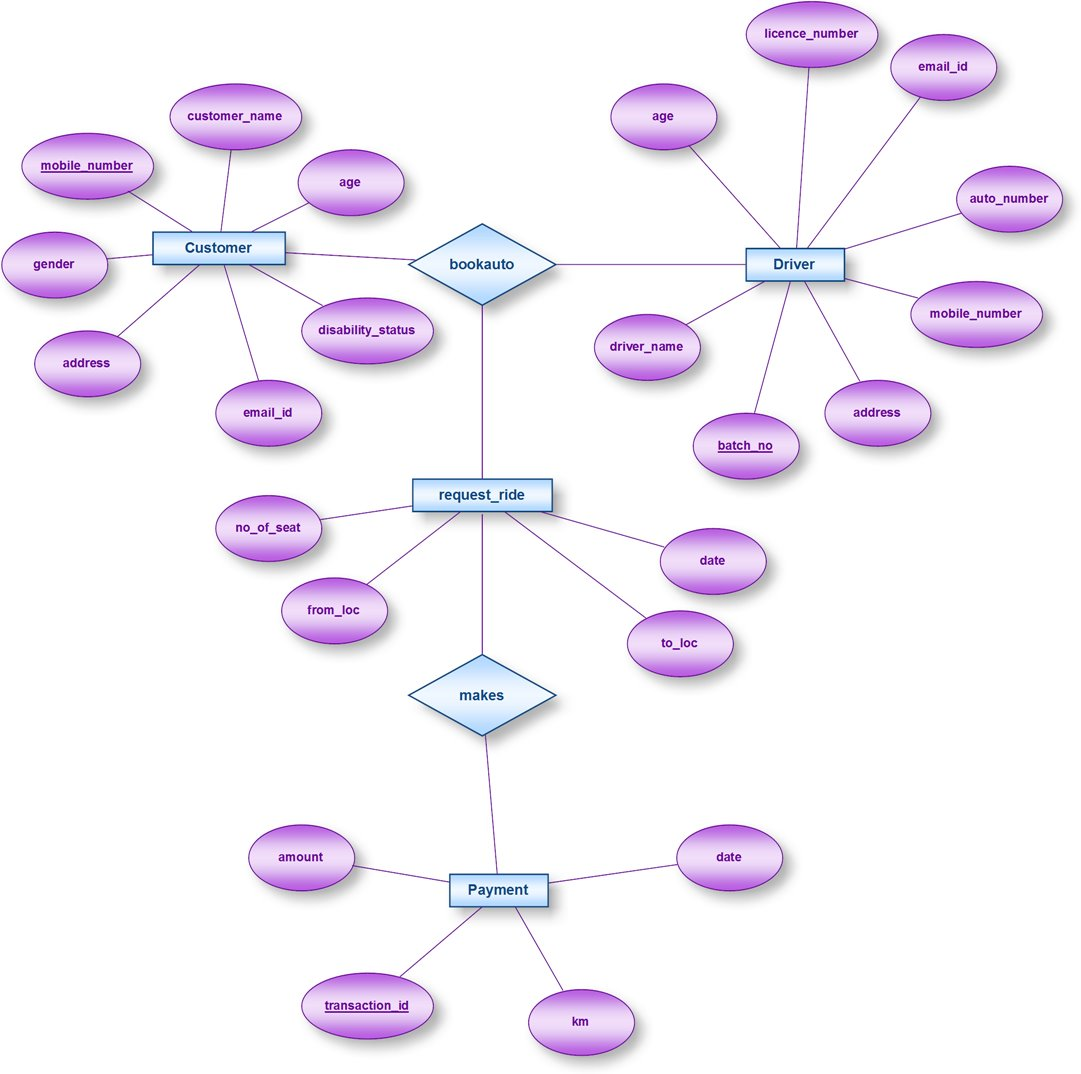 licence_number
email_id
age
customer_name
mobile_number
age
auto_number
Customer
gender
bookauto
Driver
mobile_number
disability_status
driver_name
address
email_id
address
batch_no
request_ride
no_of_seat
date
from_loc
to_loc
makes
amount
date
Payment
transaction_id
km